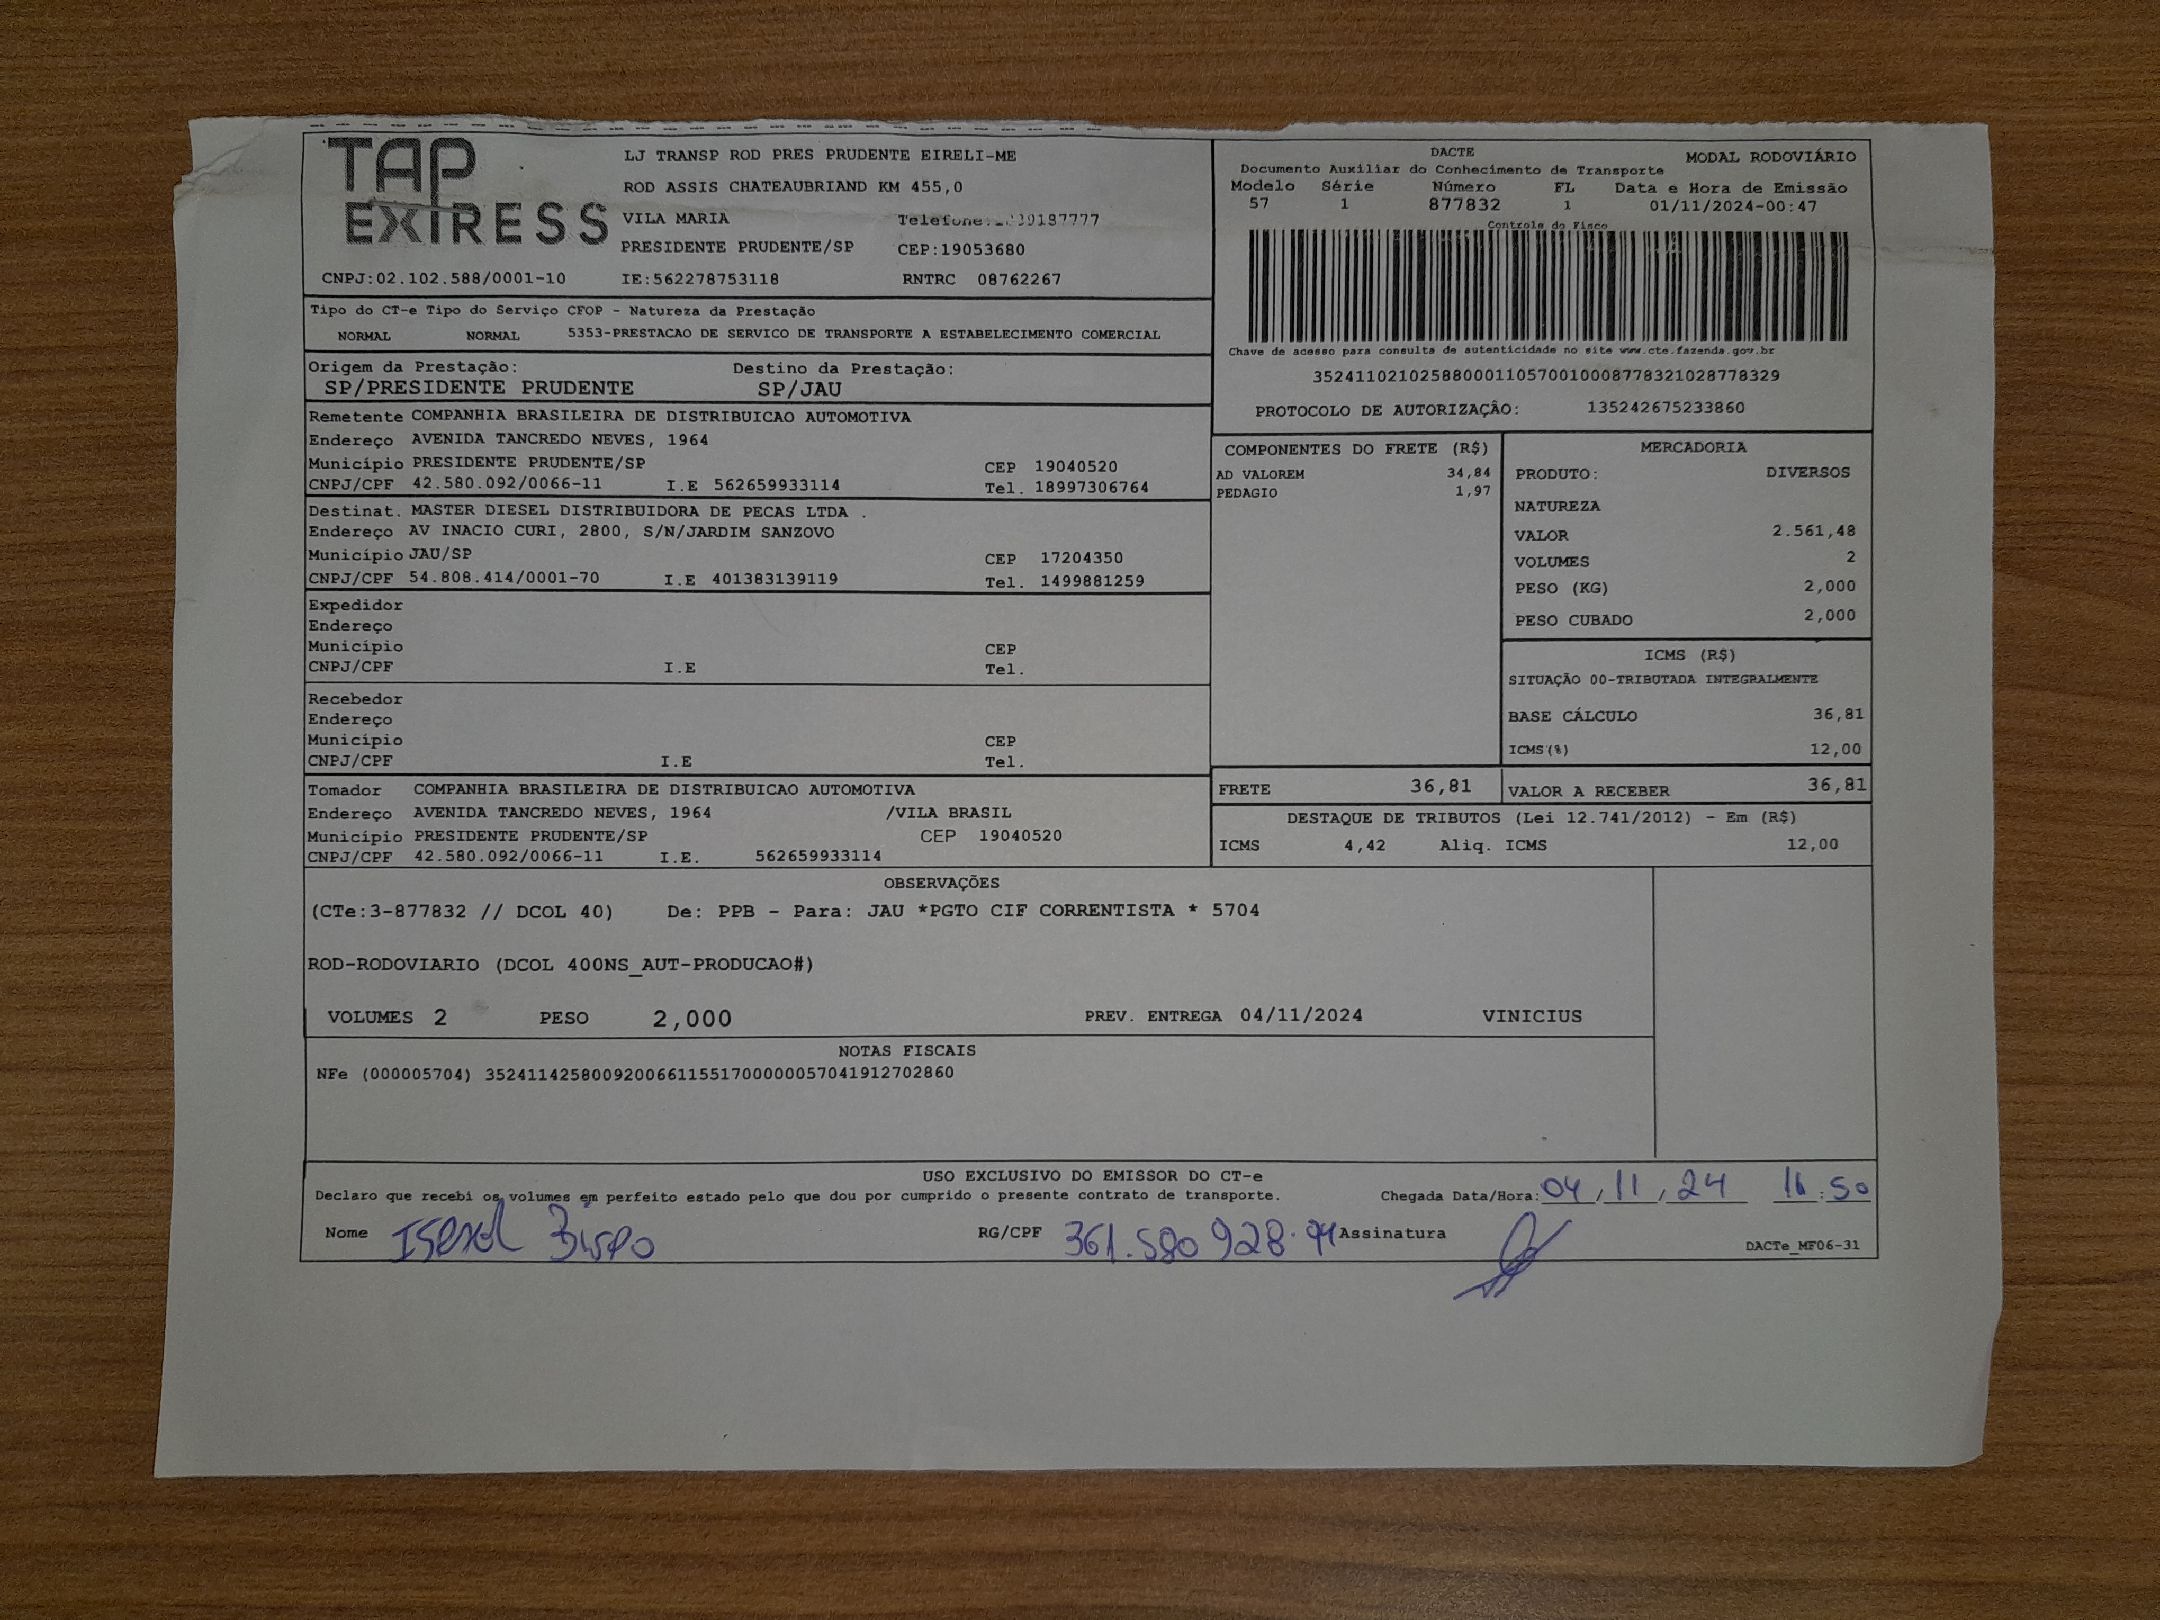 TAP EXPRESS
LJ TRANSP ROD PRES PRUDENTE EIRELI-ME
ROD ASSIS CHATEAUBRIAND KM 455,0
VILA MARIA
PRESIDENTE PRUDENTE/SP CEP:19053680
CNPJ:02.102.588/0001-10 IE:562278753118 RNTRC 08762267
DACTE MODAL RODOVIÁRIO
Documento Auxiliar do Conhecimento de Transporte
Modelo Série Número FL Data e Hora de Emissão
57 1 877832 1 01/11/2024-00:47
Controle do Fisco
Chave de acesso para consulta de autenticidade no site www.cte.fazenda.gov.br
35241102102588000110570010008778321028778329
PROTOCOLO DE AUTORIZAÇÂO: 135242675233860
Tipo do CT-e Tipo do Serviço CFOP - Natureza da Prestação
NORMAL NORMAL 5353-PRESTACAO DE SERVICO DE TRANSPORTE A ESTABELECIMENTO COMERCIAL
Origem da Prestação: Destino da Prestação:
SP/PRESIDENTE PRUDENTE SP/JAU
Remetente COMPANHIA BRASILEIRA DE DISTRIBUICAO AUTOMOTIVA
Endereço AVENIDA TANCREDO NEVES, 1964
Município PRESIDENTE PRUDENTE/SP CEP 19040520
CNPJ/CPF 42.580.092/0066-11 I.E 562659933114 Tel. 18997306764
Destinat. MASTER DIESEL DISTRIBUIDORA DE PECAS LTDA .
Endereço AV INACIO CURI, 2800, S/N/JARDIM SANZOVO
Município JAU/SP CEP 17204350
CNPJ/CPF 54.808.414/0001-70 I.E 401383139119 Tel. 1499881259
Expedidor
Endereço
Município CEP
CNPJ/CPF I.E Tel.
Recebedor
Endereço
Município CEP
CNPJ/CPF I.E Tel.
Tomador COMPANHIA BRASILEIRA DE DISTRIBUICAO AUTOMOTIVA
Endereço AVENIDA TANCREDO NEVES, 1964 /VILA BRASIL
Município PRESIDENTE PRUDENTE/SP CEP 19040520
CNPJ/CPF 42.580.092/0066-11 I.E. 562659933114
COMPONENTES DO FRETE (R$)
AD VALOREM 34,84
PEDAGIO 1,97
MERCADORIA
PRODUTO: DIVERSOS
NATUREZA
VALOR 2.561,48
VOLUMES 2
PESO (KG) 2,000
PESO CUBADO 2,000
ICMS (R$)
SITUAÇÃO 00-TRIBUTADA INTEGRALMENTE
BASE CÁLCULO 36,81
ICMS(%) 12,00
FRETE 36,81 VALOR A RECEBER 36,81
DESTAQUE DE TRIBUTOS (Lei 12.741/2012) - Em (R$)
ICMS 4,42 Aliq. ICMS 12,00
OBSERVAÇÕES
(CTe:3-877832 // DCOL 40) De: PPB - Para: JAU *PGTO CIF CORRENTISTA * 5704
ROD-RODOVIARIO (DCOL 400NS_AUT-PRODUCAO#)
VOLUMES 2 PESO 2,000 PREV. ENTREGA 04/11/2024 VINICIUS
NOTAS FISCAIS
NFe (000005704) 35241142580092006611551700000057041912702860
USO EXCLUSIVO DO EMISSOR DO CT-e
Declaro que recebi os volumes em perfeito estado pelo que dou por cumprido o presente contrato de transporte. Chegada Data/Hora: 04/11/24 16:50
Nome Bispo RG/CPF 361.580 928. Assinatura
DACTe_MF06-31